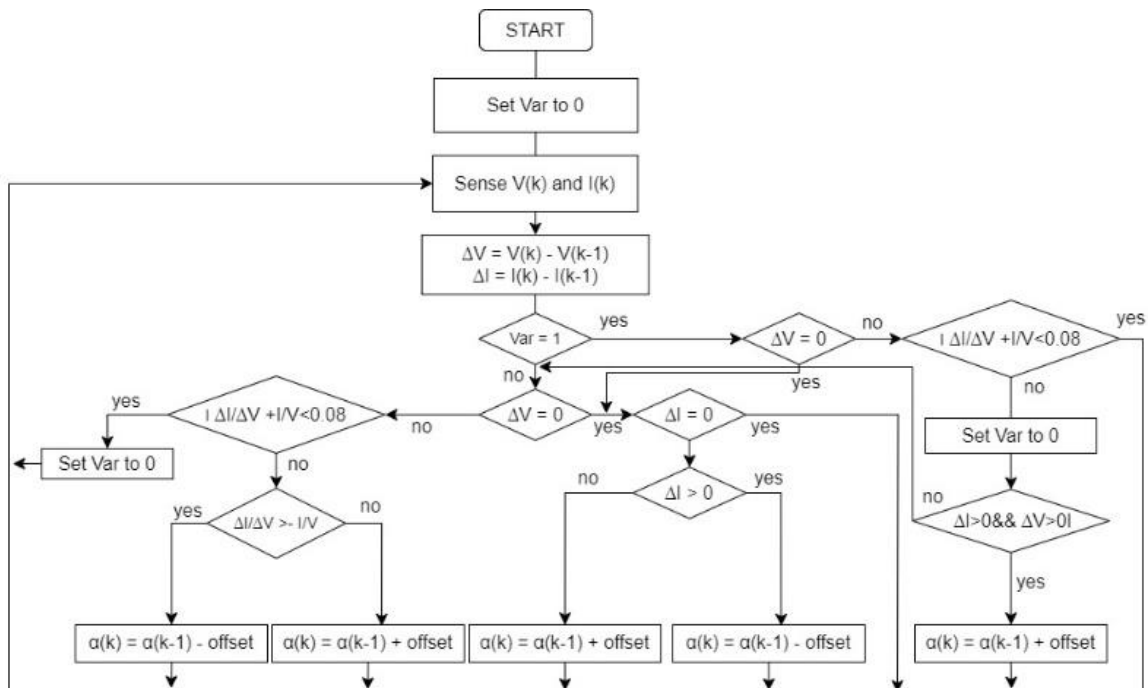 START
Set Var to 0
Sense V(k) and I(k)
ΔV = V(k) - V(k-1)
ΔI = I(k) - I(k-1)
Var = 1
yes
ΔV = 0
no
ı ΔI/ΔV +I/V<0.08
yes
no
yes
no
yes
ı ΔI/ΔV +I/V<0.08
no
ΔV = 0
yes
ΔI = 0
yes
Set Var to 0
Set Var to 0
no
no
yes
no
yes
ΔI/ΔV >- I/V
no
ΔI > 0
ΔI>0&& ΔV>0I
yes
α(k) = α(k-1) - offset
α(k) = α(k-1) + offset
α(k) = α(k-1) + offset
α(k) = α(k-1) - offset
α(k) = α(k-1) + offset